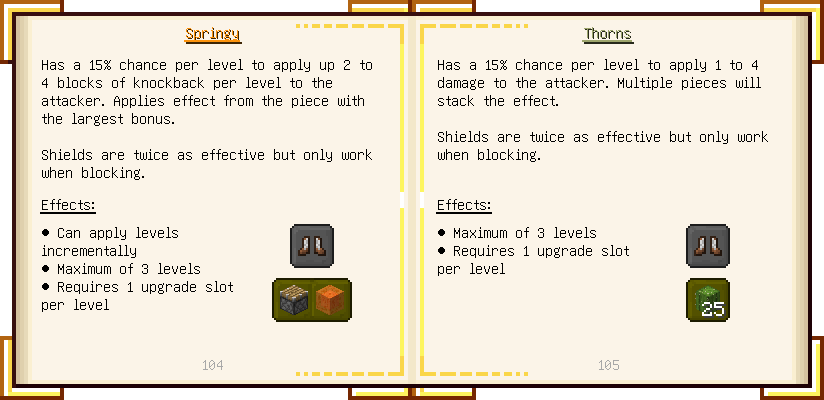 Springy
Has a 15% chance per level to apply up 2 to
4 blocks of knockback per level to the
attacker. Applies effect from the piece with
the largest bonus.
Shields are twice as effective but only work
when blocking.
Effects:
● Can apply levels
incrementally
● Maximum of 3 levels
● Requires 1 upgrade slot
per level
104
Thorns
Has a 15% chance per level to apply 1 to 4
damage to the attacker. Multiple pieces will
stack the effect.
Shields are twice as effective but only work
when blocking.
Effects:
● Maximum of 3 levels
● Requires 1 upgrade slot
per level
25
105